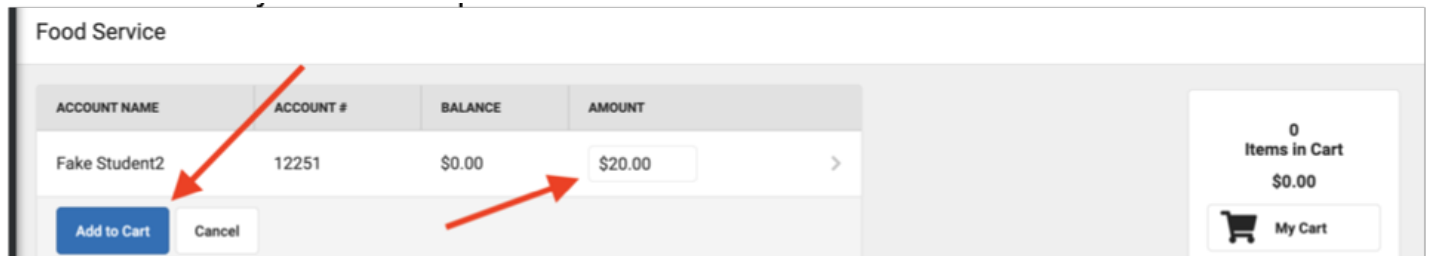 Food Service
ACCOUNT NAME ACCOUNT # BALANCE AMOUNT
Fake Student2 12251 $0.00 $20.00
Add to Cart Cancel
0
Items in Cart
$0.00
My Cart